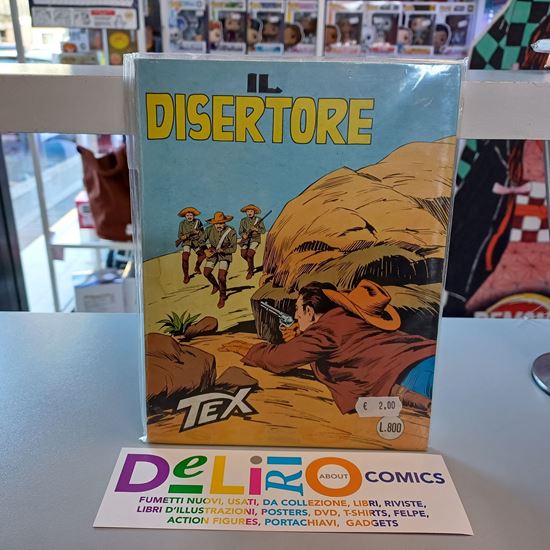 IL
DISERTORE
TEX
€ 2.00
L.800
DeLiRiO ABOUT COMICS
FUMETTI NUOVI, USATI, DA COLLEZIONE, LIBRI, RIVISTE,
LIBRI D'ILLUSTRAZIONI, POSTERS, DVD, T-SHIRTS, FELPE,
ACTION FIGURES, PORTACHIAVI, GADGETS